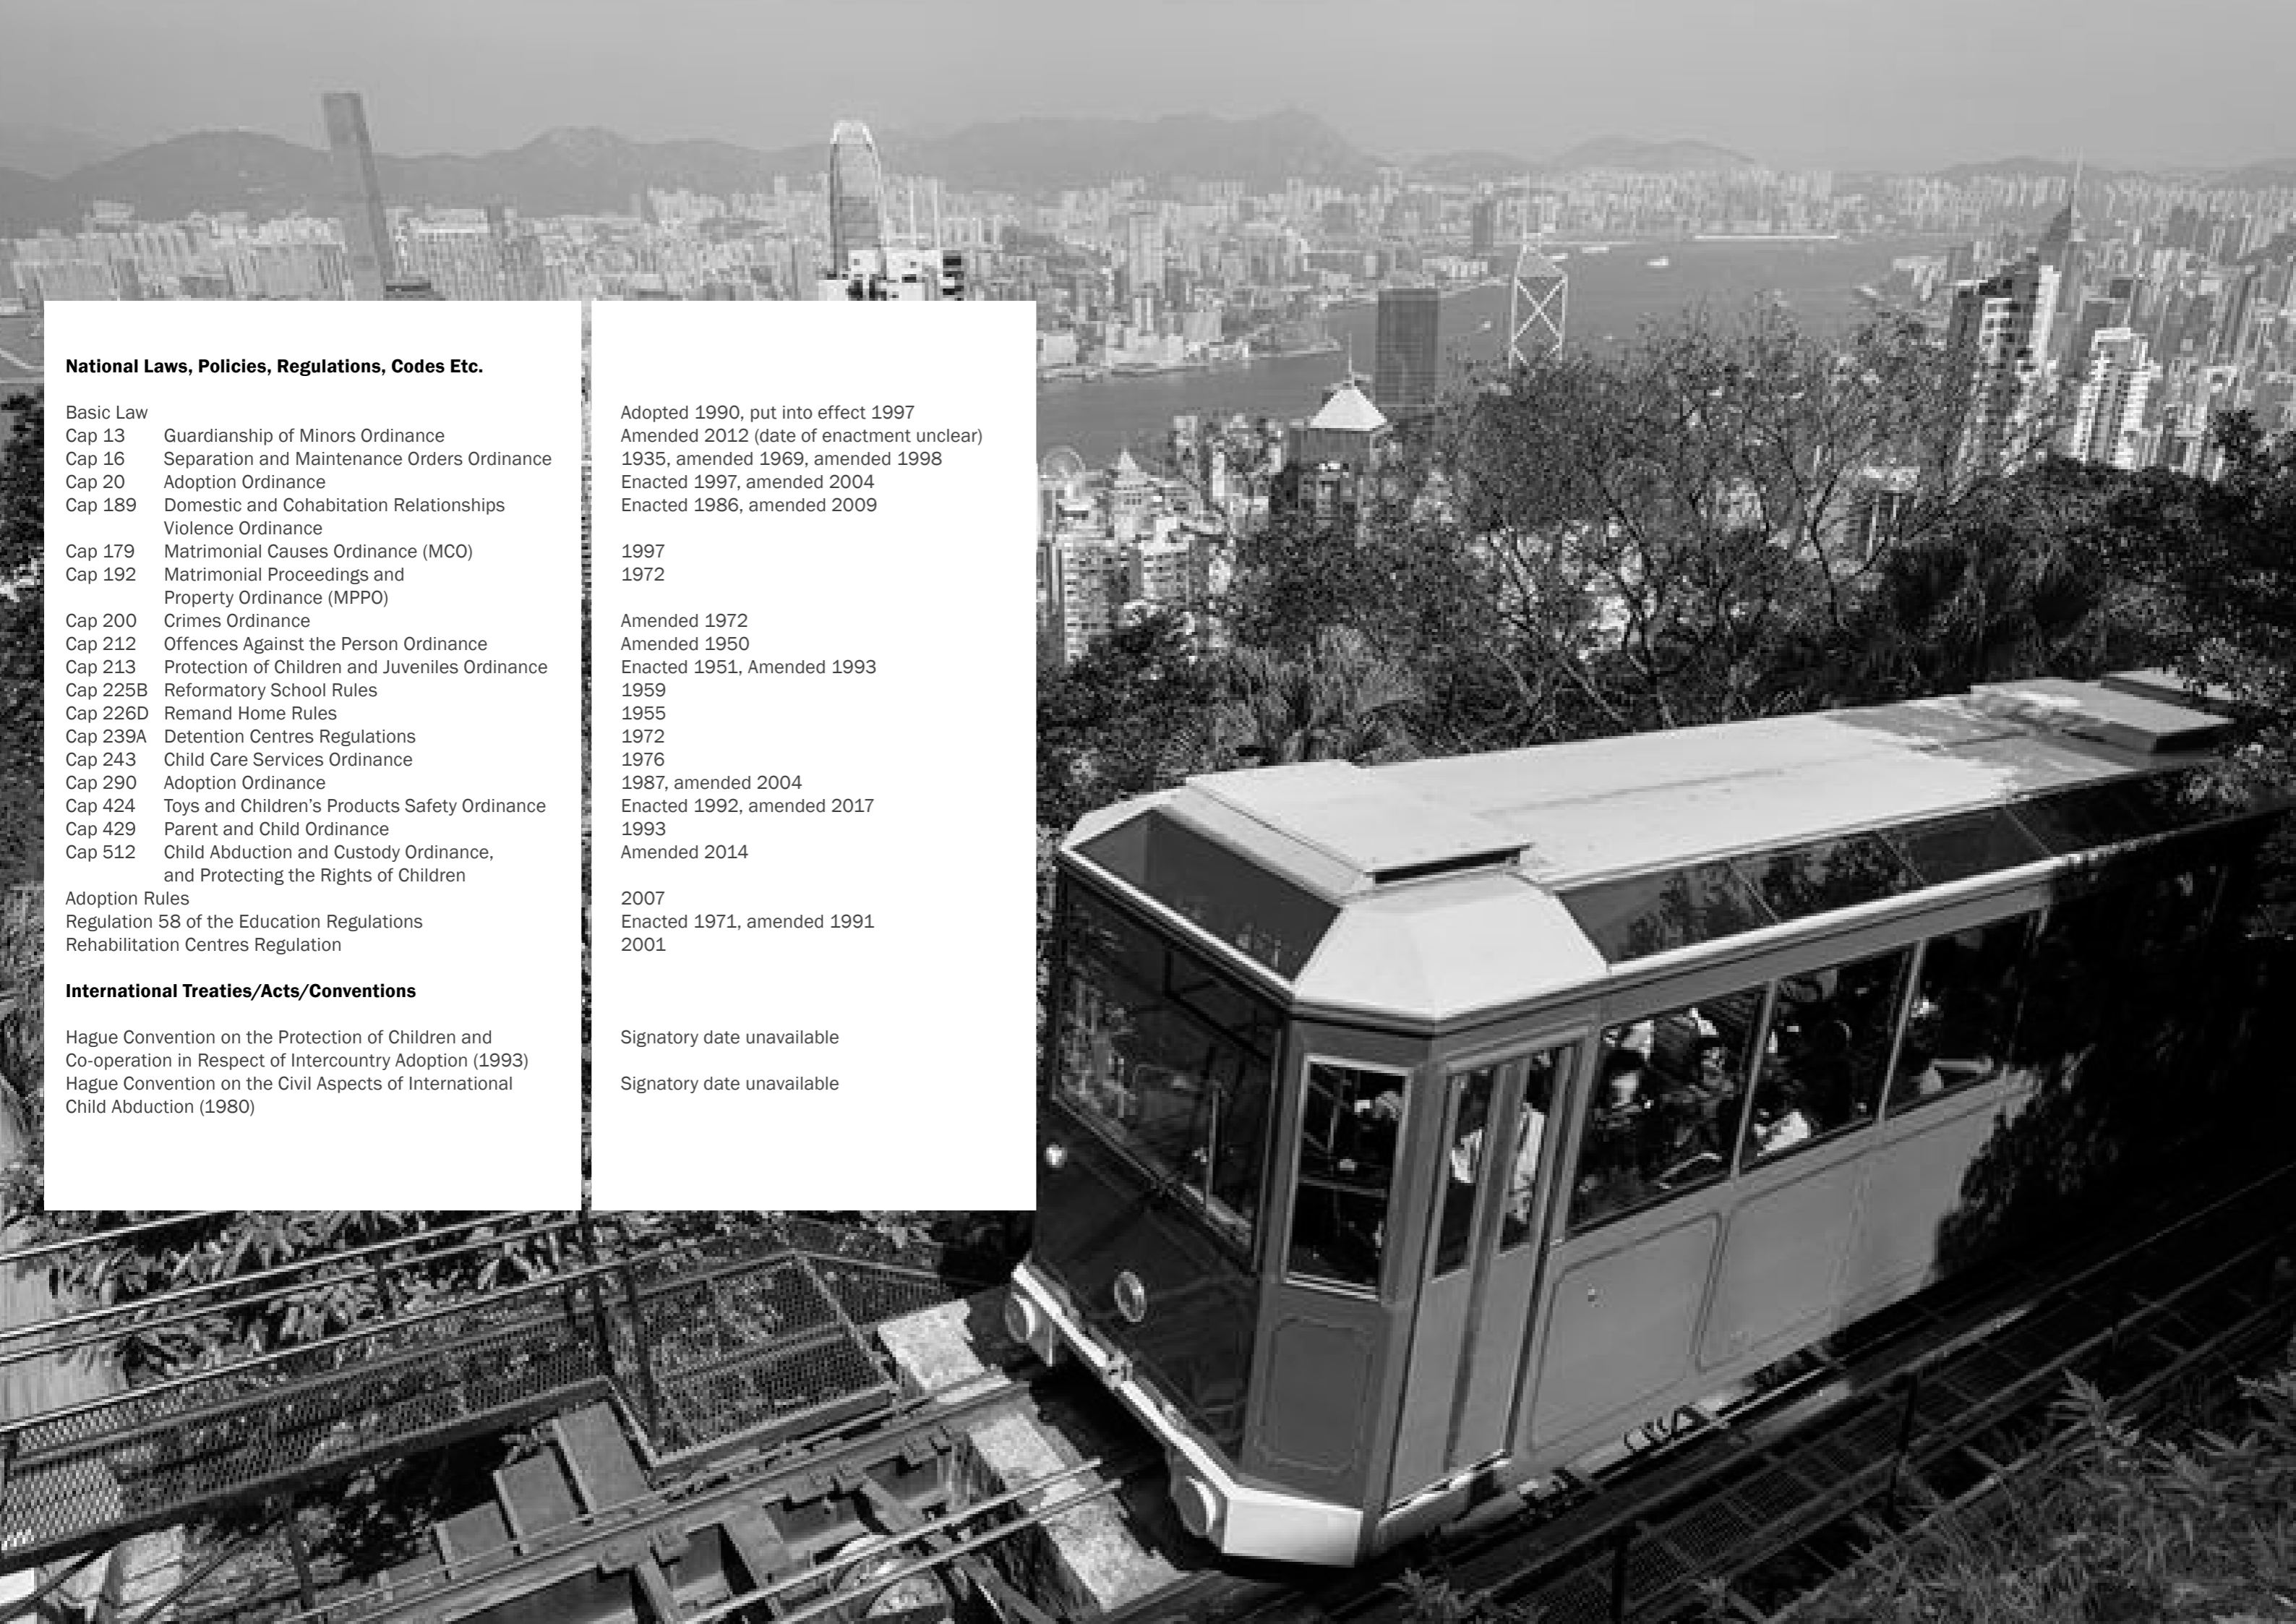 National Laws, Policies, Regulations, Codes Etc.
Basic Law Adopted 1990, put into effect 1997
Cap 13 Guardianship of Minors Ordinance Amended 2012 (date of enactment unclear)
Cap 16 Separation and Maintenance Orders Ordinance 1935, amended 1969, amended 1998
Cap 20 Adoption Ordinance Enacted 1997, amended 2004
Cap 189 Domestic and Cohabitation Relationships Enacted 1986, amended 2009
Violence Ordinance
Cap 179 Matrimonial Causes Ordinance (MCO) 1997
Cap 192 Matrimonial Proceedings and 1972
Property Ordinance (MPPO)
Cap 200 Crimes Ordinance Amended 1972
Cap 212 Offences Against the Person Ordinance Amended 1950
Cap 213 Protection of Children and Juveniles Ordinance Enacted 1951, Amended 1993
Cap 225B Reformatory School Rules 1959
Cap 226D Remand Home Rules 1955
Cap 239A Detention Centres Regulations 1972
Cap 243 Child Care Services Ordinance 1976
Cap 290 Adoption Ordinance 1987, amended 2004
Cap 424 Toys and Children's Products Safety Ordinance Enacted 1992, amended 2017
Cap 429 Parent and Child Ordinance 1993
Cap 512 Child Abduction and Custody Ordinance, Amended 2014
and Protecting the Rights of Children
Adoption Rules 2007
Regulation 58 of the Education Regulations Enacted 1971, amended 1991
Rehabilitation Centres Regulation 2001
International Treaties/Acts/Conventions
Hague Convention on the Protection of Children and Signatory date unavailable
Co-operation in Respect of Intercountry Adoption (1993)
Hague Convention on the Civil Aspects of International Signatory date unavailable
Child Abduction (1980)